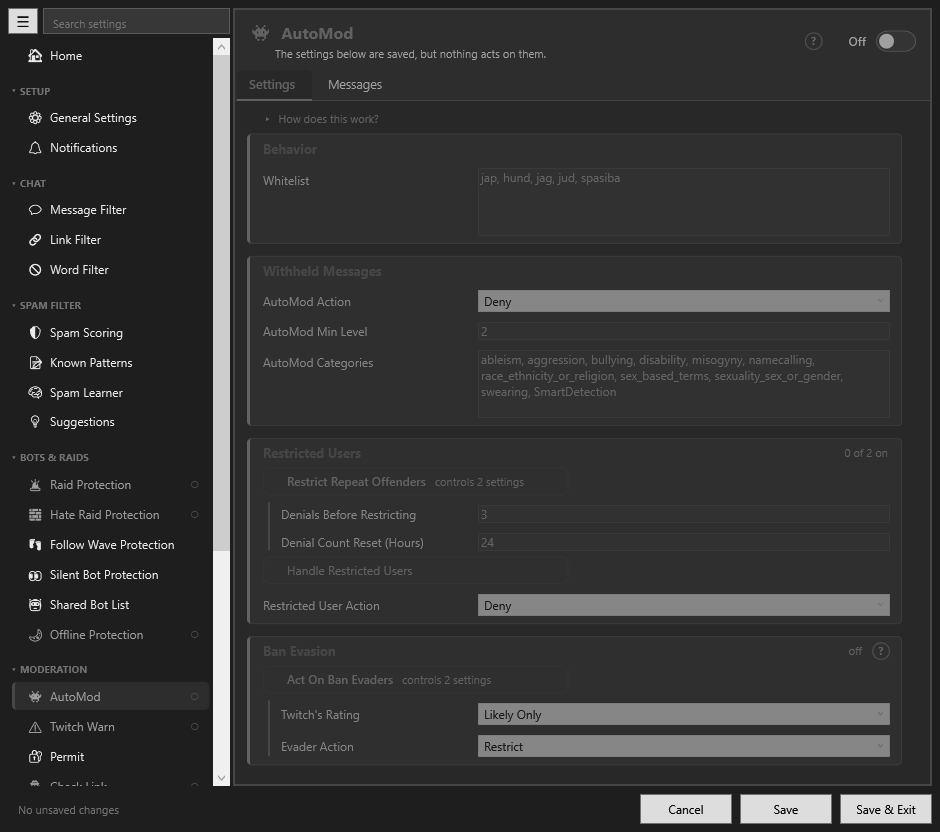 Search settings
Home
SETUP
General Settings
Notifications
CHAT
Message Filter
Link Filter
Word Filter
SPAM FILTER
Spam Scoring
Known Patterns
Spam Learner
Suggestions
BOTS & RAIDS
Raid Protection
Hate Raid Protection
Follow Wave Protection
Silent Bot Protection
Shared Bot List
Offline Protection
MODERATION
AutoMod
Twitch Warn
Permit
Check Link
No unsaved changes
AutoMod
The settings below are saved, but nothing acts on them.
? Off
Settings Messages
How does this work?
Behavior
Whitelist jap, hund, jag, jud, spasiba
Withheld Messages
AutoMod Action Deny
AutoMod Min Level 2
AutoMod Categories ableism, aggression, bullying, disability, misogyny, namecalling,
race_ethnicity_or_religion, sex_based_terms, sexuality_sex_or_gender,
swearing, SmartDetection
Restricted Users 0 of 2 on
Restrict Repeat Offenders controls 2 settings
Denials Before Restricting 3
Denial Count Reset (Hours) 24
Handle Restricted Users
Restricted User Action Deny
Ban Evasion off ?
Act On Ban Evaders controls 2 settings
Twitch's Rating Likely Only
Evader Action Restrict
Cancel Save Save & Exit